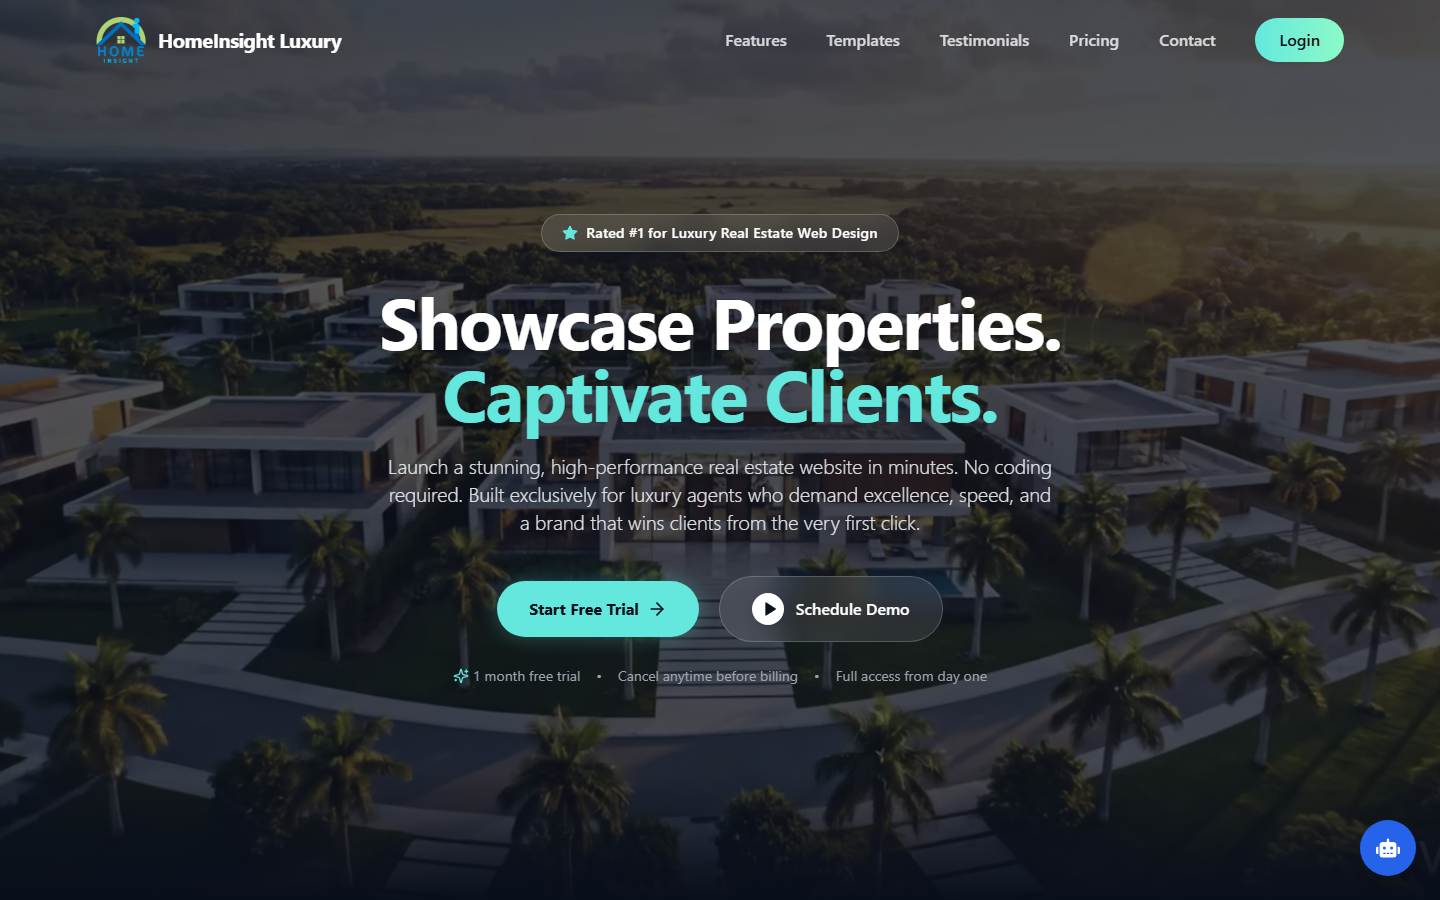 HOME
INSIGHT
HomeInsight Luxury
Features
Templates
Testimonials
Pricing
Contact
Login
Rated #1 for Luxury Real Estate Web Design
Showcase Properties.
Captivate Clients.
Launch a stunning, high-performance real estate website in minutes. No coding
required. Built exclusively for luxury agents who demand excellence, speed, and
a brand that wins clients from the very first click.
Start Free Trial
Schedule Demo
1 month free trial • Cancel anytime before billing • Full access from day one